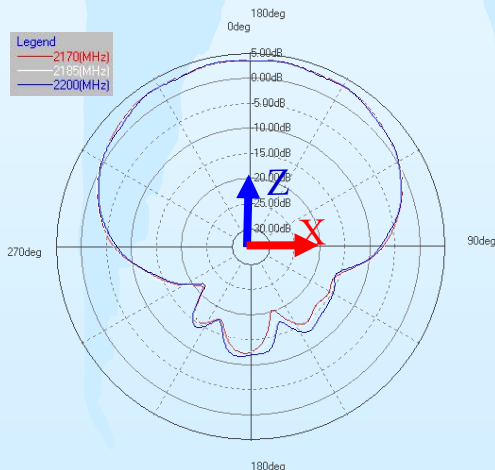 180deg
0deg
Legend
2170(MHz)
2185(MHz)
2200(MHz)
5.00dB
0.00dB
-5.00dB
-10.00dB
-15.00dB
-20.00dB
-25.00dB
-30.00dB
Z
X
270deg
90deg
180deg